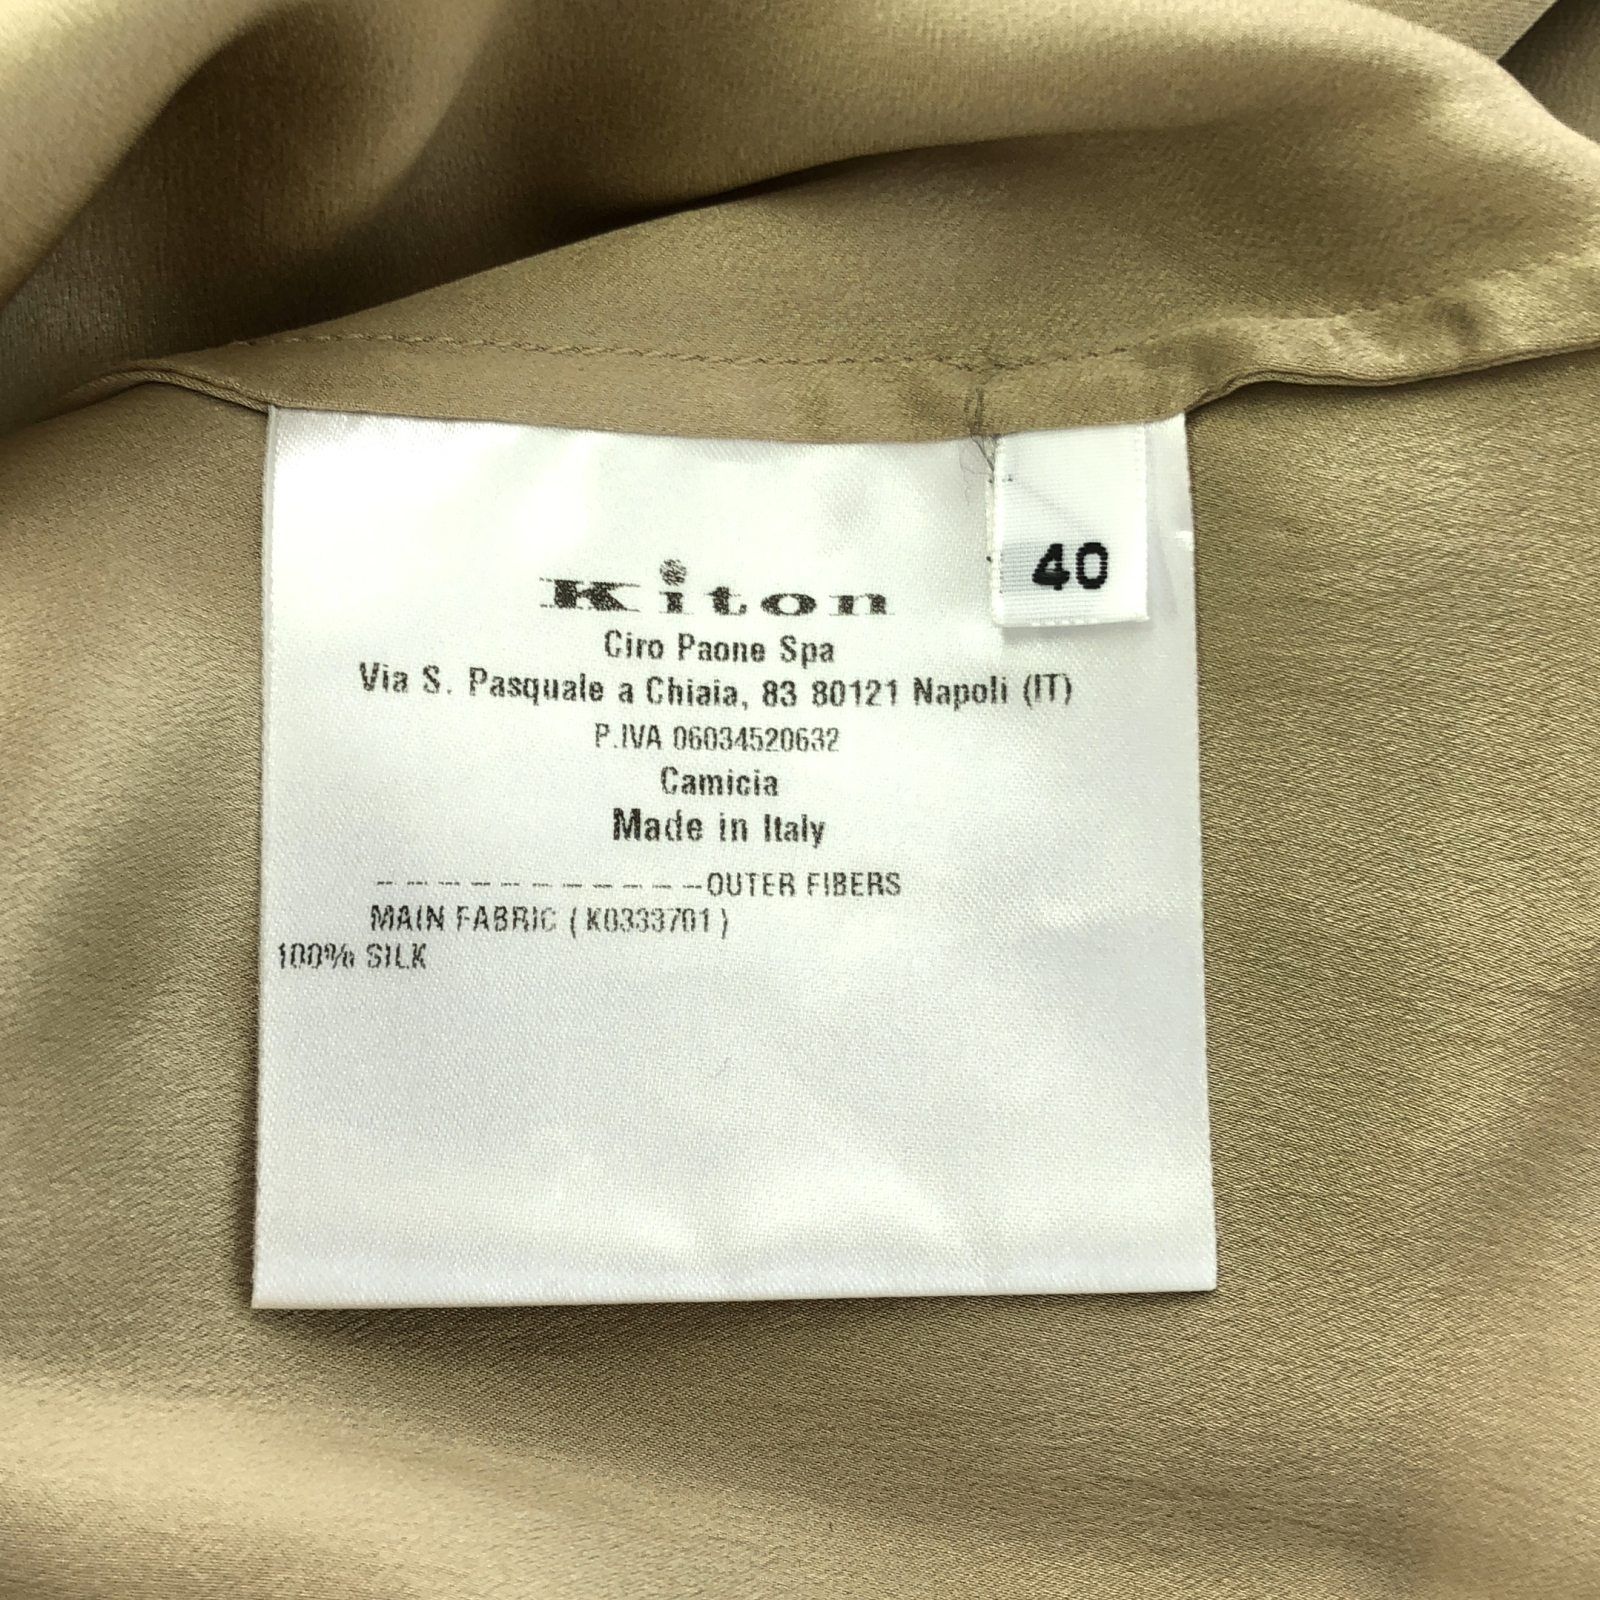 40
Kiton
Ciro Paone Spa
Via S. Pasquale a Chiaia, 83 80121 Napoli (IT)
P.IVA 06034520632
Camicia
Made in Italy
-----------OUTER FIBERS
MAIN FABRIC ( K0333701 )
100% SILK